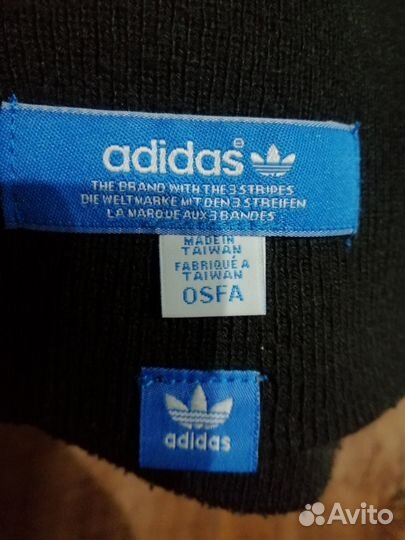 adidas®
THE BRAND WITH THE 3 STRIPES
DIE WELTMARKE MIT DEN 3 STREIFEN
LA MARQUE AUX 3 BANDES
MADE IN
TAIWAN
FABRIQUÉ A
TAIWAN
OSFA
adidas
Avito